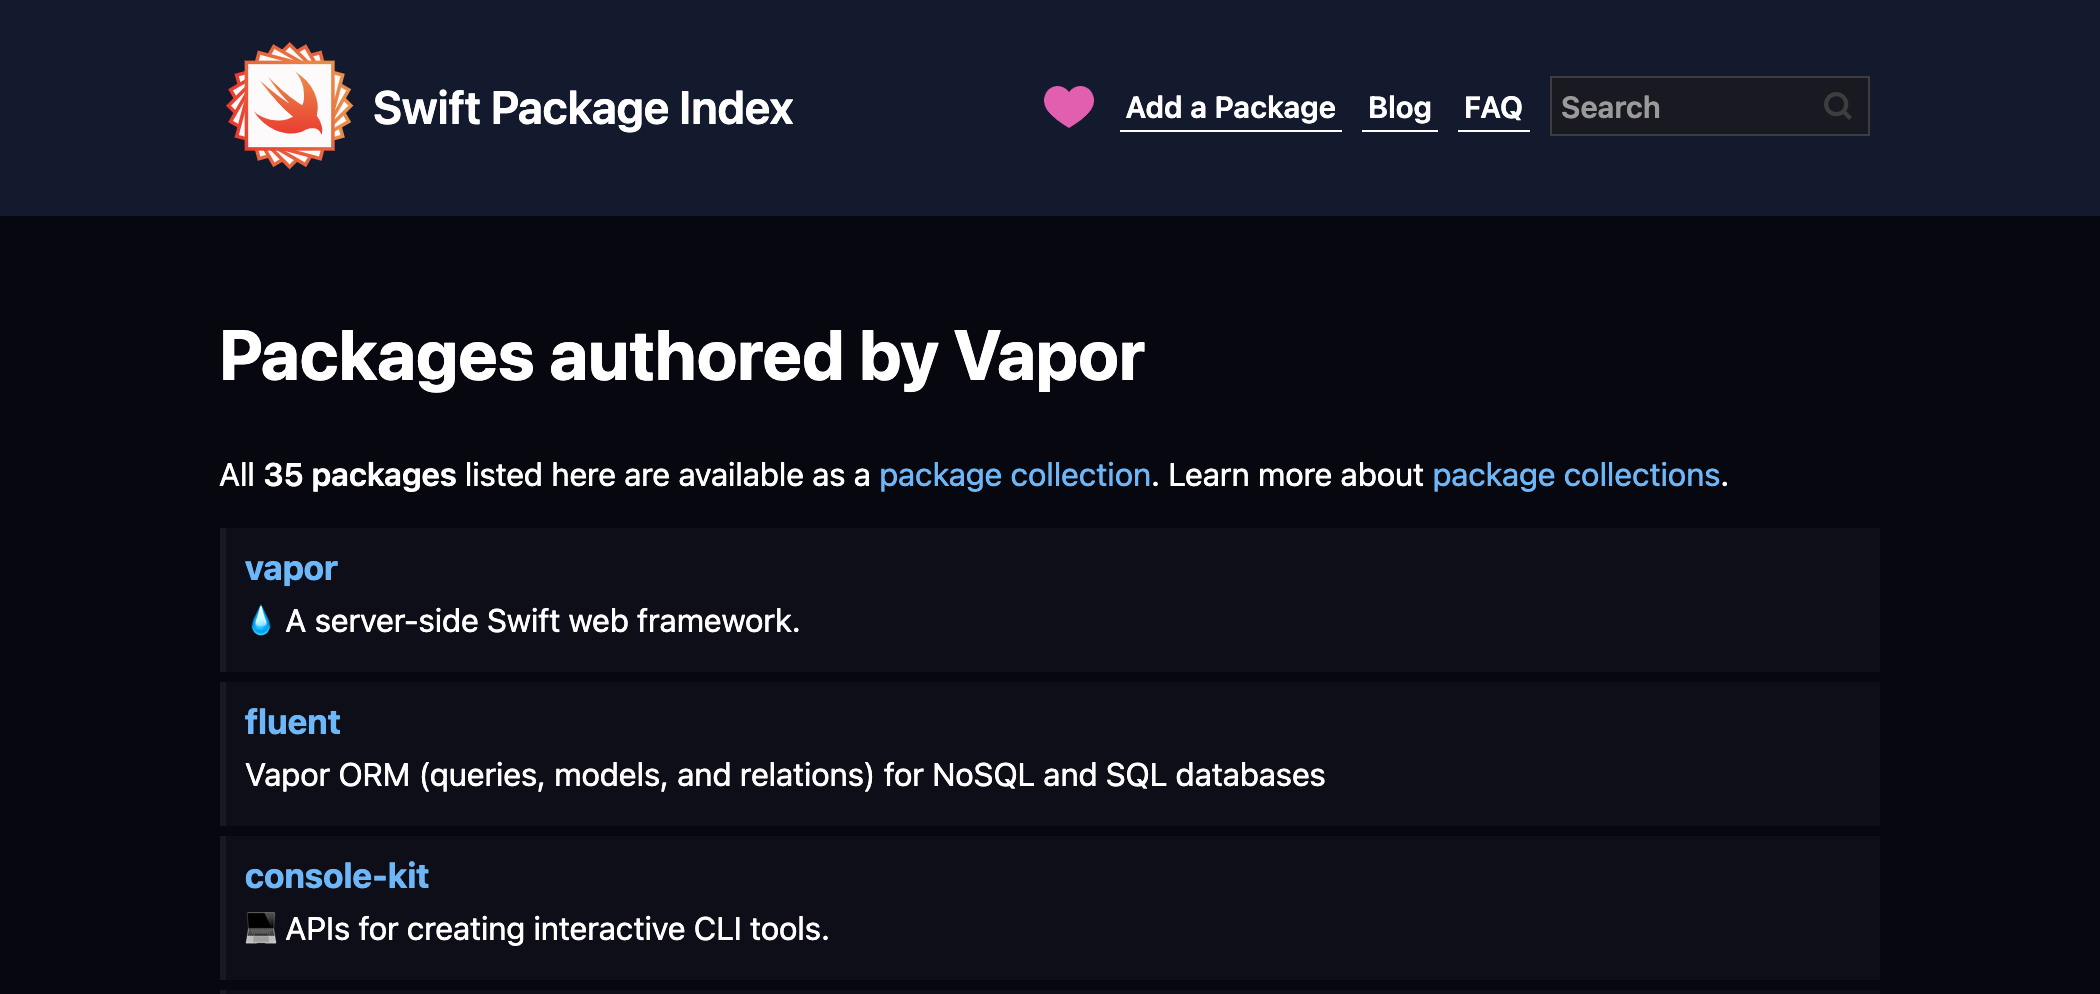 Swift Package Index
Add a Package
Blog
FAQ
Search
Packages authored by Vapor
All 35 packages listed here are available as a package collection. Learn more about package collections.
vapor
💧 A server-side Swift web framework.
fluent
Vapor ORM (queries, models, and relations) for NoSQL and SQL databases
console-kit
💻 APIs for creating interactive CLI tools.